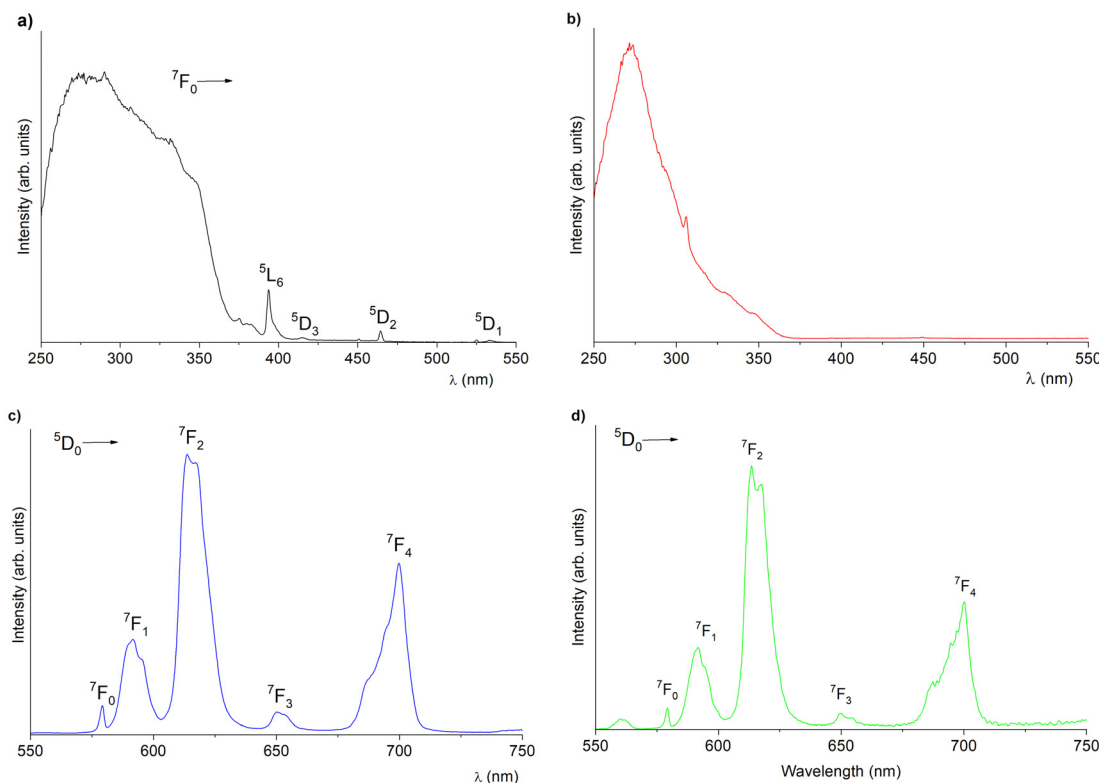 a)
⁷F₀
Intensity (arb. units)
⁵L₆
⁵D₃
⁵D₂
⁵D₁
250 300 350 400 450 500 550
λ (nm)
b)
Intensity (arb. units)
250 300 350 400 450 500 550
λ (nm)
c)
⁵D₀
Intensity (arb. units)
⁷F₀
⁷F₁
⁷F₂
⁷F₃
⁷F₄
550 600 650 700 750
λ (nm)
d)
⁵D₀
Intensity (arb. units)
⁷F₀
⁷F₁
⁷F₂
⁷F₃
⁷F₄
550 600 650 700 750
Wavelength (nm)